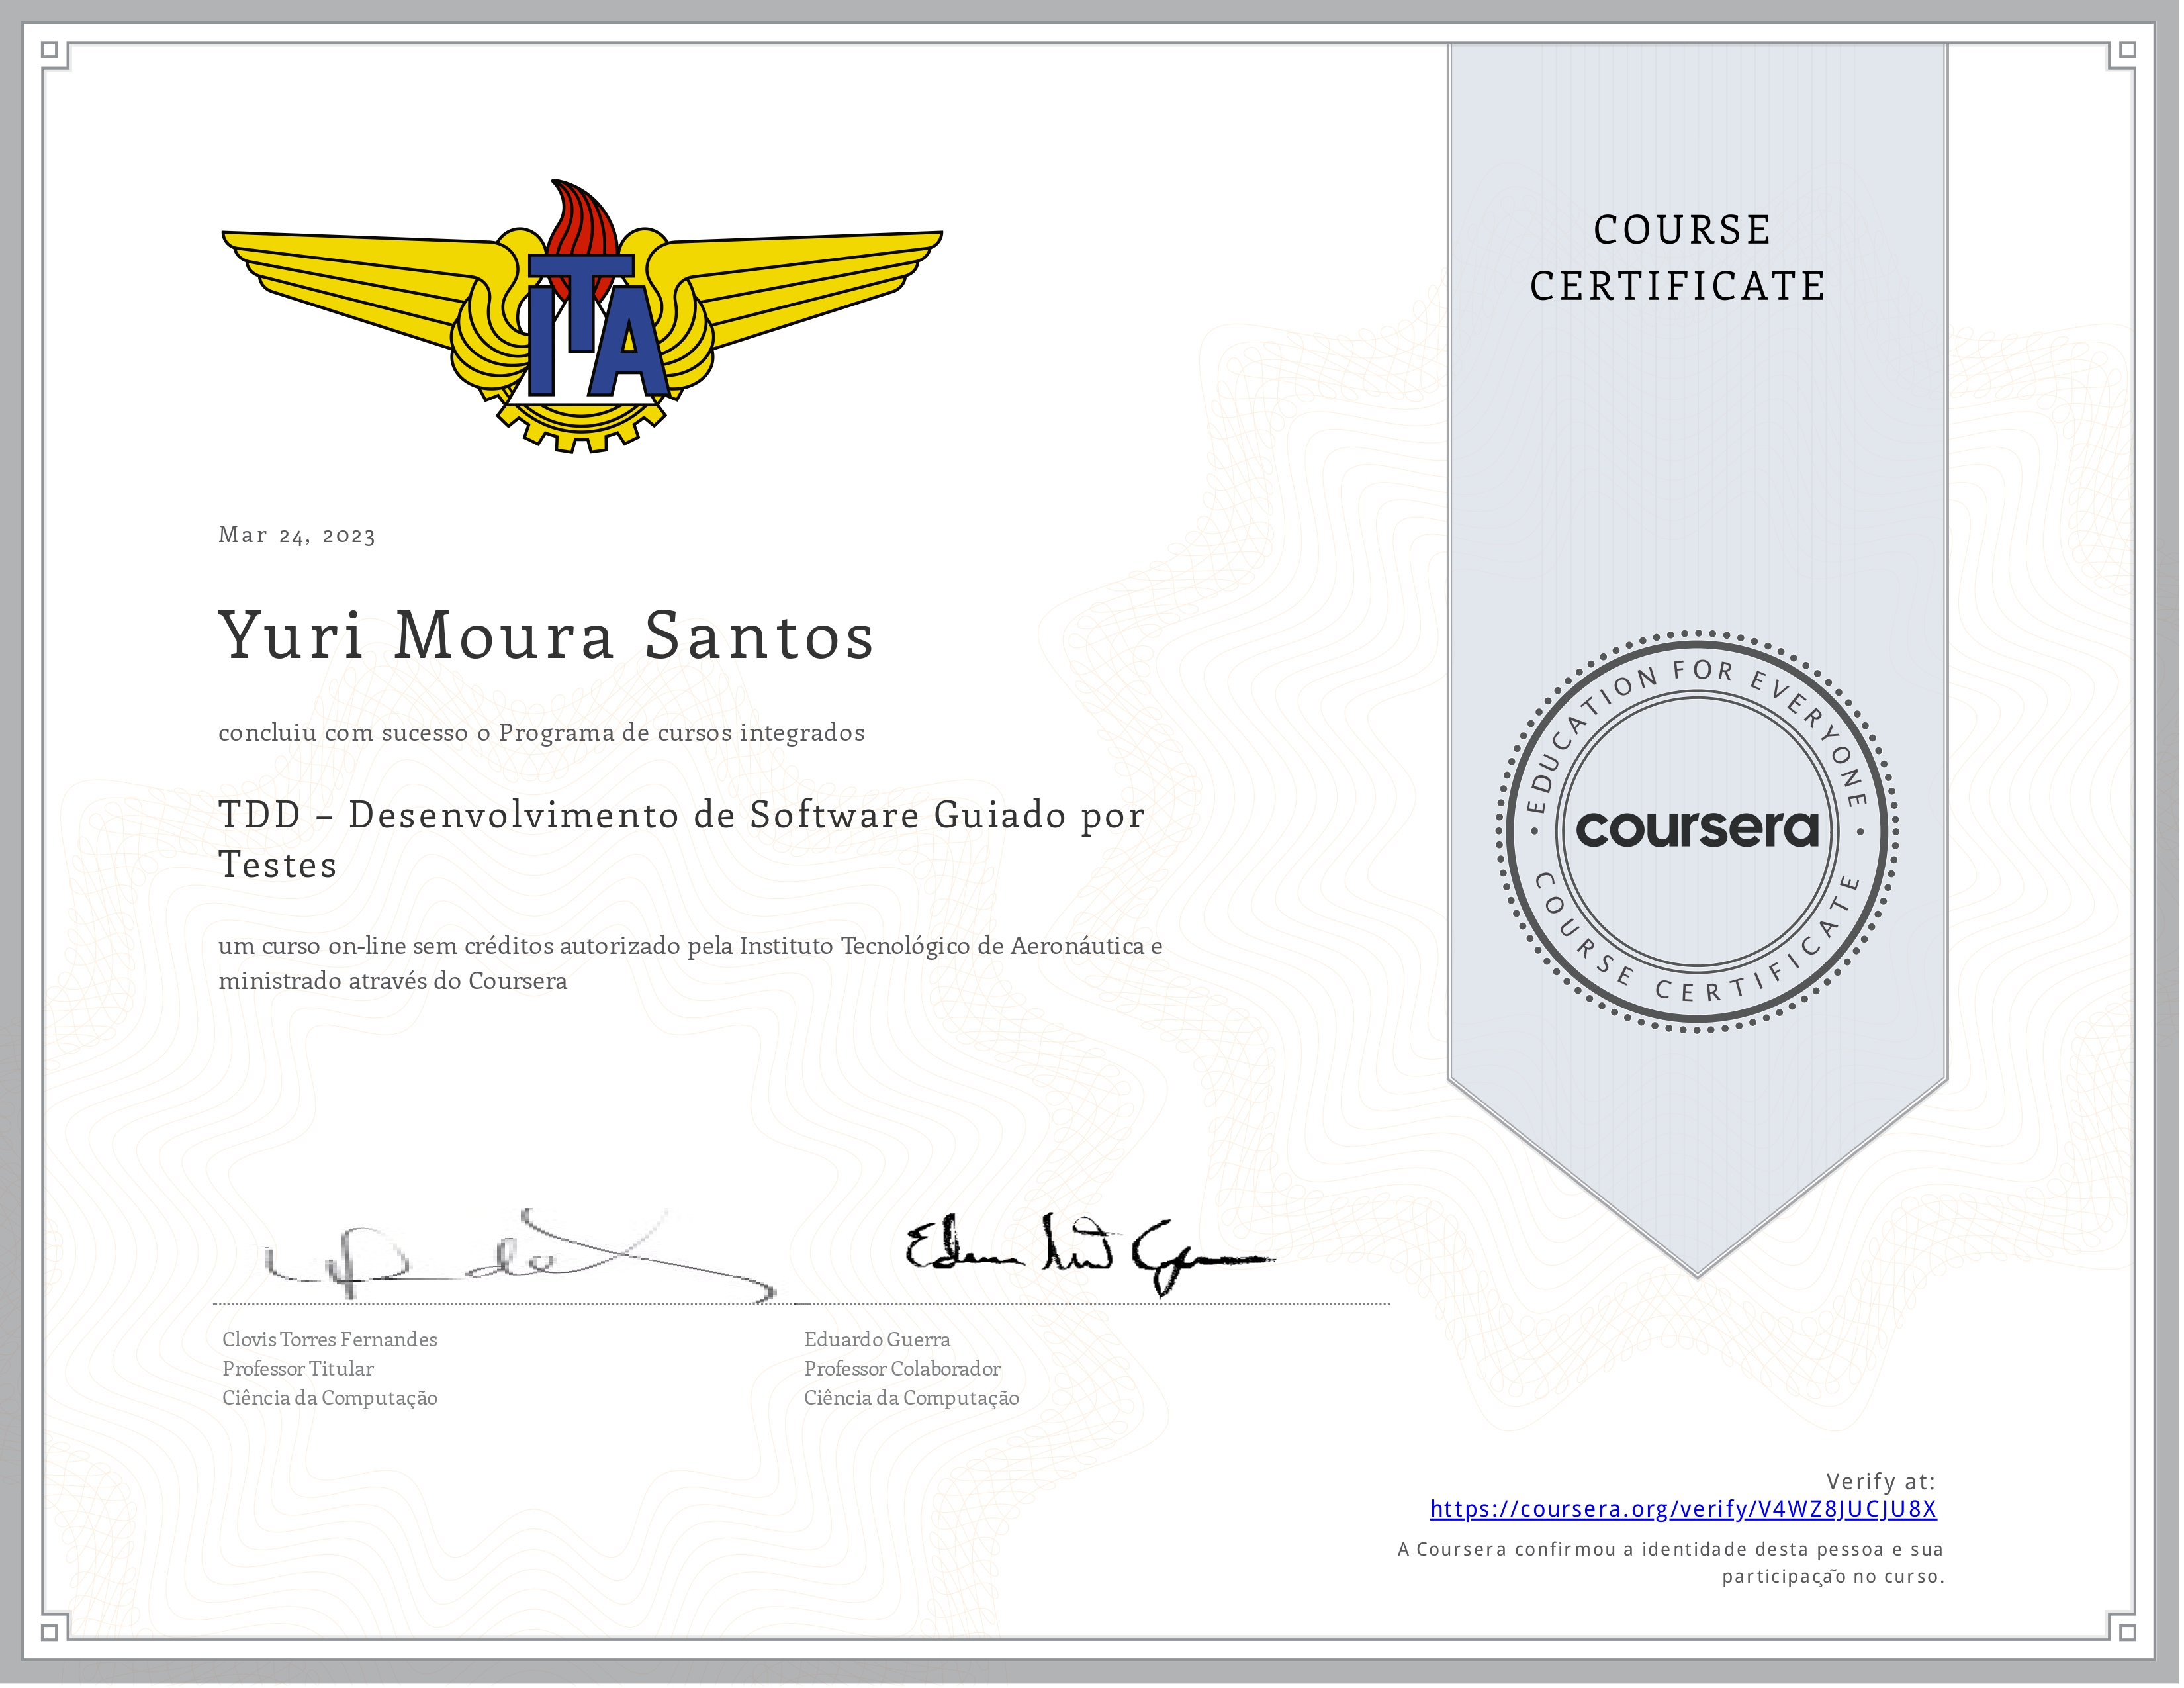 ITA
COURSE
CERTIFICATE
Mar 24, 2023
Yuri Moura Santos
concluiu com sucesso o Programa de cursos integrados
TDD – Desenvolvimento de Software Guiado por
Testes
um curso on-line sem créditos autorizado pela Instituto Tecnológico de Aeronáutica e
ministrado através do Coursera
EDUCATION FOR EVERYONE
coursera
COURSE CERTIFICATE
Clovis Torres Fernandes
Professor Titular
Ciência da Computação
Eduardo Guerra
Professor Colaborador
Ciência da Computação
Verify at:
https://coursera.org/verify/V4WZ8JUCJU8X
A Coursera confirmou a identidade desta pessoa e sua
participação no curso.